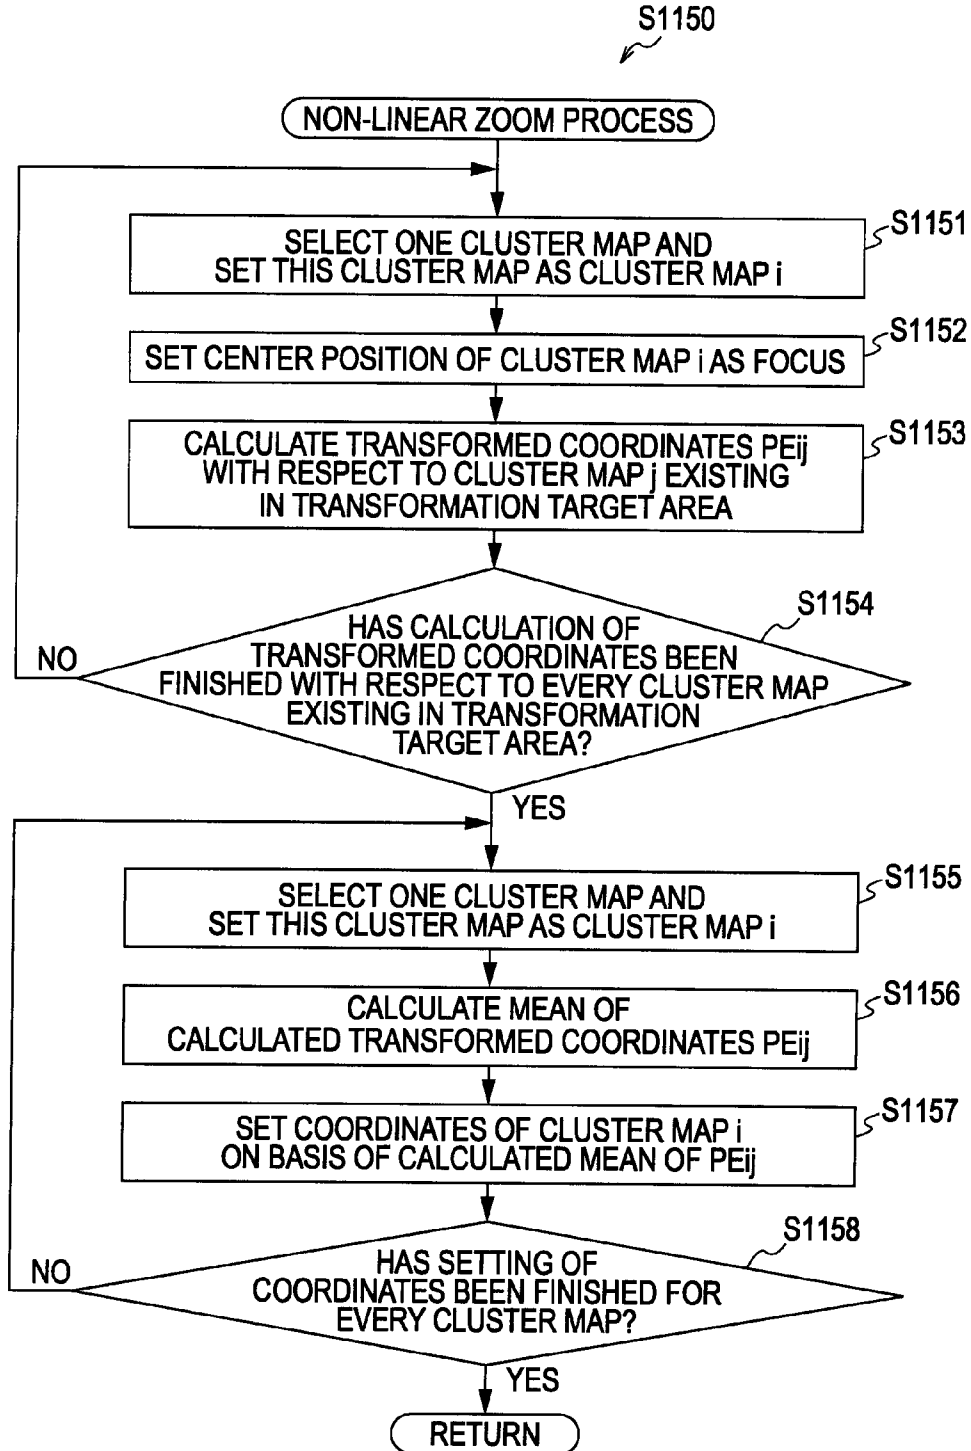 S1150
NON-LINEAR ZOOM PROCESS
S1151
SELECT ONE CLUSTER MAP AND
SET THIS CLUSTER MAP AS CLUSTER MAP i
S1152
SET CENTER POSITION OF CLUSTER MAP i AS FOCUS
S1153
CALCULATE TRANSFORMED COORDINATES PEij
WITH RESPECT TO CLUSTER MAP j EXISTING
IN TRANSFORMATION TARGET AREA
S1154
HAS CALCULATION OF
TRANSFORMED COORDINATES BEEN
FINISHED WITH RESPECT TO EVERY CLUSTER MAP
EXISTING IN TRANSFORMATION
TARGET AREA?
NO
YES
S1155
SELECT ONE CLUSTER MAP AND
SET THIS CLUSTER MAP AS CLUSTER MAP i
S1156
CALCULATE MEAN OF
CALCULATED TRANSFORMED COORDINATES PEij
S1157
SET COORDINATES OF CLUSTER MAP i
ON BASIS OF CALCULATED MEAN OF PEij
S1158
HAS SETTING OF
COORDINATES BEEN FINISHED FOR
EVERY CLUSTER MAP?
NO
YES
RETURN